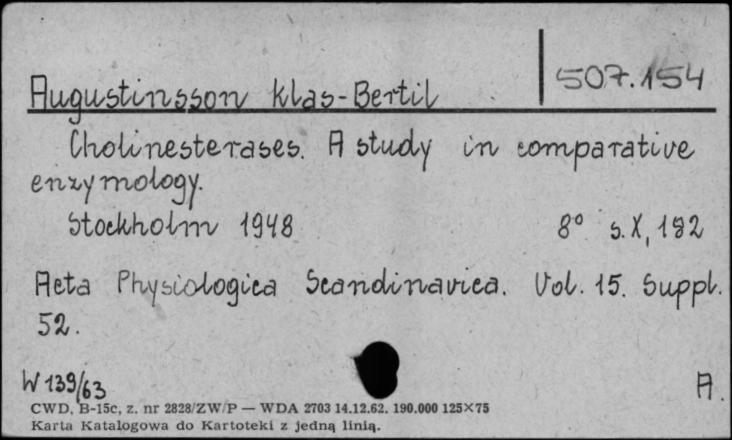 507.154
Augustinsson Klas-Bertil
Cholinesterases. A study in comparative
enzymology.
Stockholm 1948 8° s. X, 182
Acta Physiologica Scandinavica. Vol. 15. Suppl.
52.
W 139/63 A.
CWD, B-15c, z. nr 2828/ZW/P — WDA 2703 14.12.62. 190.000 125×75
Karta Katalogowa do Kartoteki z jedną linią.